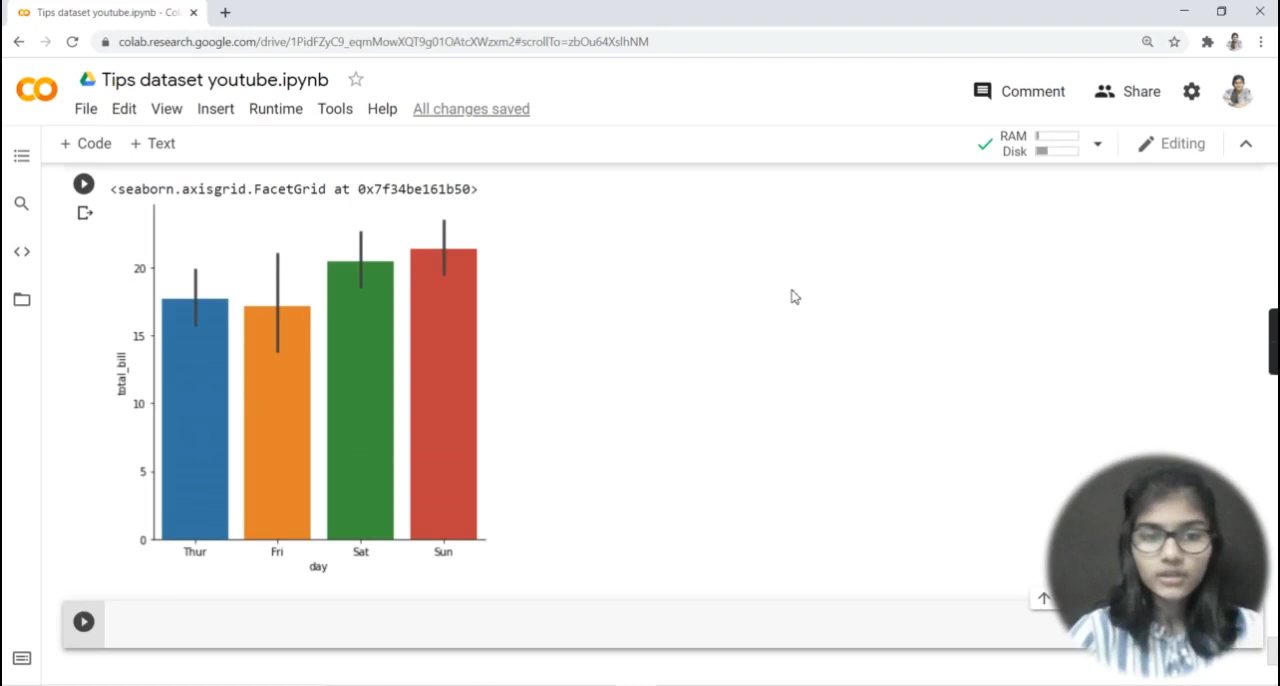 Tips dataset youtube.ipynb - Col
colab.research.google.com/drive/1PidFZyC9_eqmMowXQT9g01OAtcXWzxm2#scrollTo=zbOu64XslhNM
Tips dataset youtube.ipynb
Comment
Share
File Edit View Insert Runtime Tools Help All changes saved
+ Code + Text
RAM
Disk
Editing
<seaborn.axisgrid.FacetGrid at 0x7f34be161b50>
20
15
10
5
0
total_bill
Thur Fri Sat Sun
day